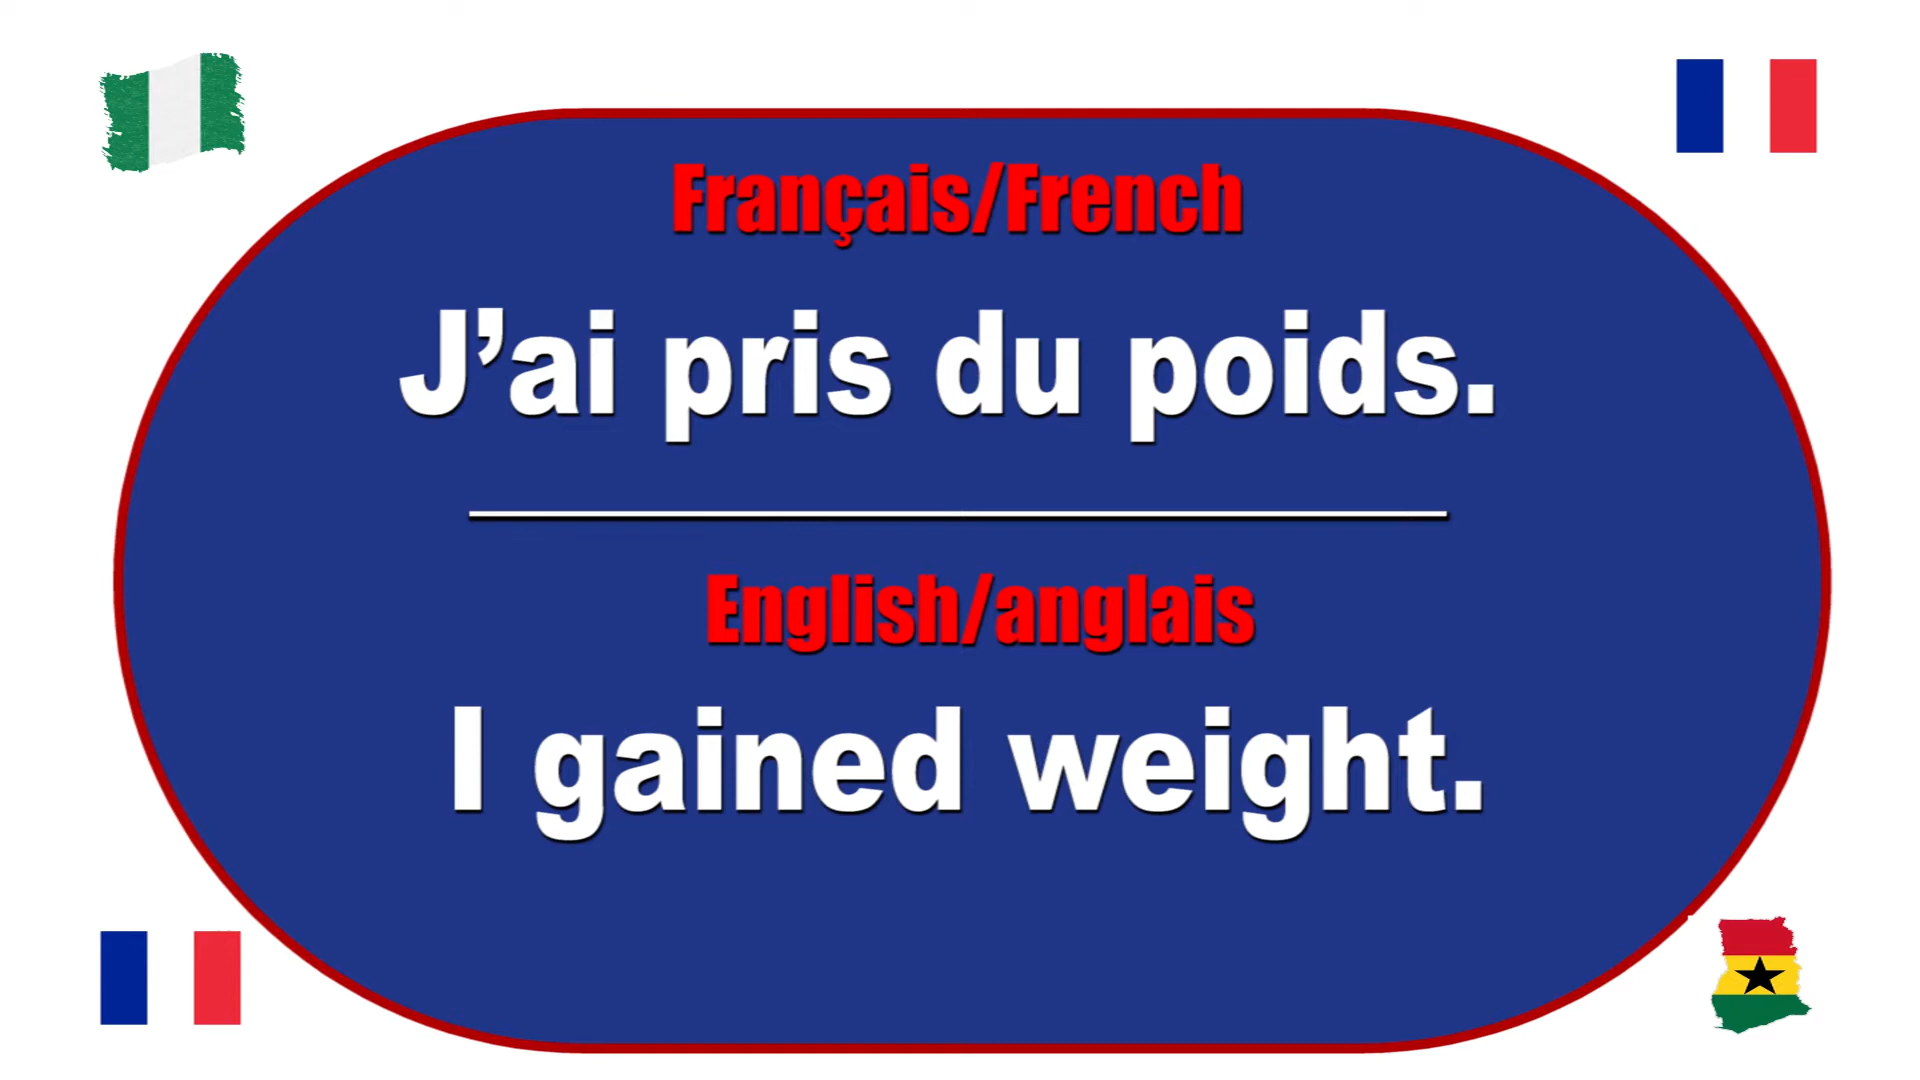 Français/French
J’ai pris du poids.
English/anglais
I gained weight.